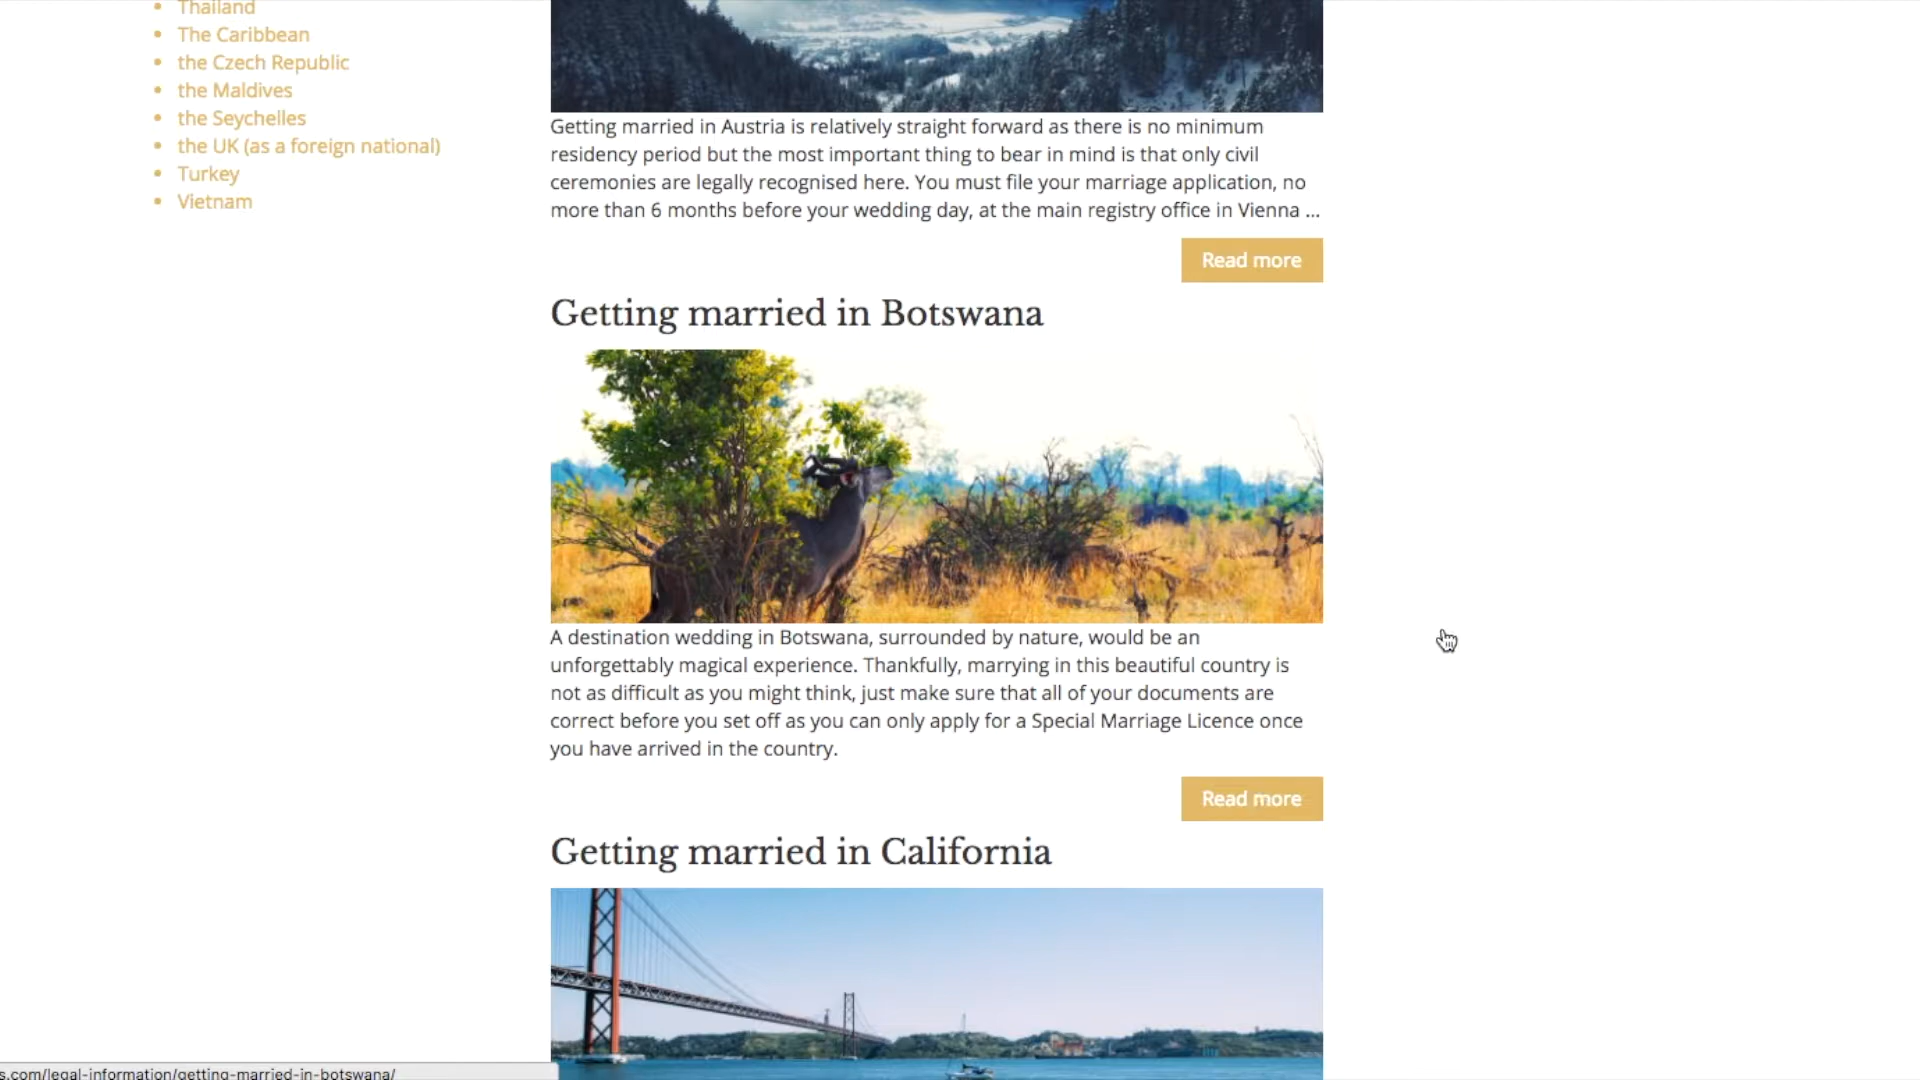 Thailand
The Caribbean
the Czech Republic
the Maldives
the Seychelles
the UK (as a foreign national)
Turkey
Vietnam
Getting married in Austria is relatively straight forward as there is no minimum
residency period but the most important thing to bear in mind is that only civil
ceremonies are legally recognised here. You must file your marriage application, no
more than 6 months before your wedding day, at the main registry office in Vienna ...
Read more
Getting married in Botswana
A destination wedding in Botswana, surrounded by nature, would be an
unforgettably magical experience. Thankfully, marrying in this beautiful country is
not as difficult as you might think, just make sure that all of your documents are
correct before you set off as you can only apply for a Special Marriage Licence once
you have arrived in the country.
Read more
Getting married in California
s.com/legal-information/getting-married-in-botswana/